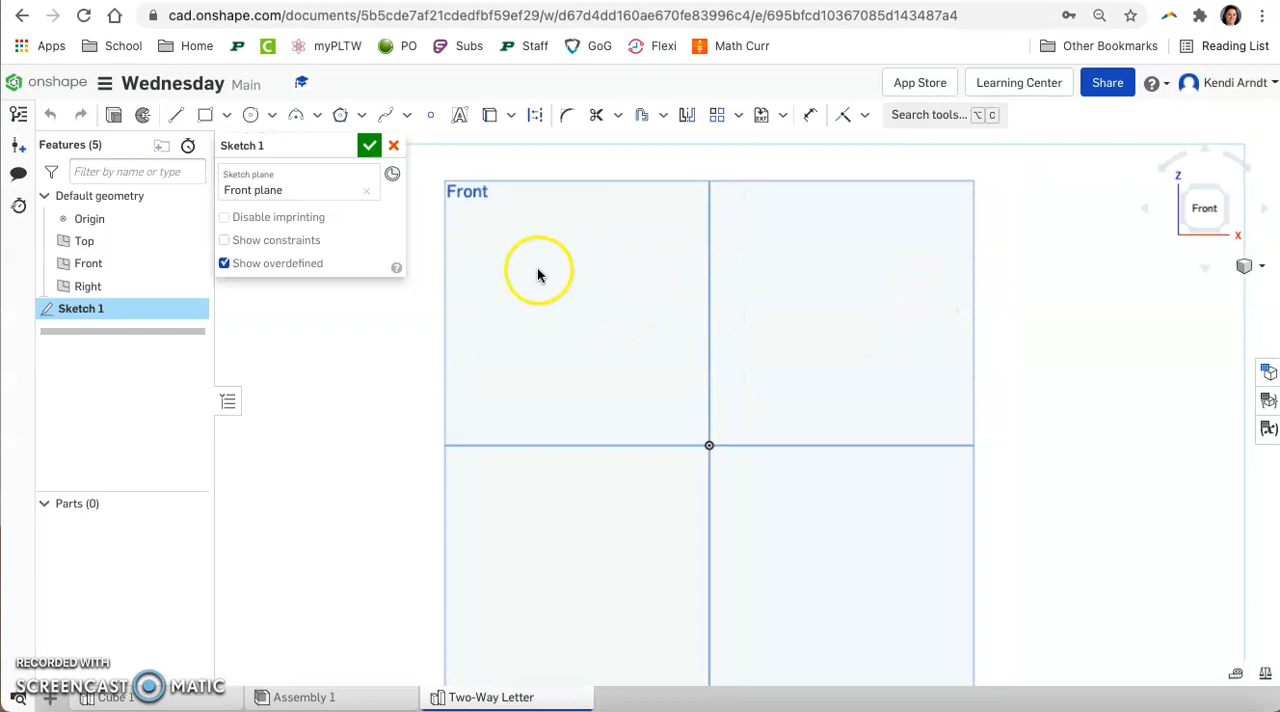 cad.onshape.com/documents/5b5cde7af21cdedfbf59ef29/w/d67d4dd160ae670fe83996c4/e/695bfcd10367085d143487a4
Apps School Home myPLTW PO Subs Staff GoG Flexi Math Curr Other Bookmarks Reading List
onshape Wednesday Main App Store Learning Center Share Kendi Arndt
Search tools... ⌥ C
Features (5)
Filter by name or type
Default geometry
Origin
Top
Front
Right
Sketch 1
Parts (0)
Sketch 1
Sketch plane
Front plane
Disable imprinting
Show constraints
Show overdefined
Front
Z
Front
X
RECORDED WITH
SCREENCAST MATIC
Cube 1 Assembly 1 Two-Way Letter